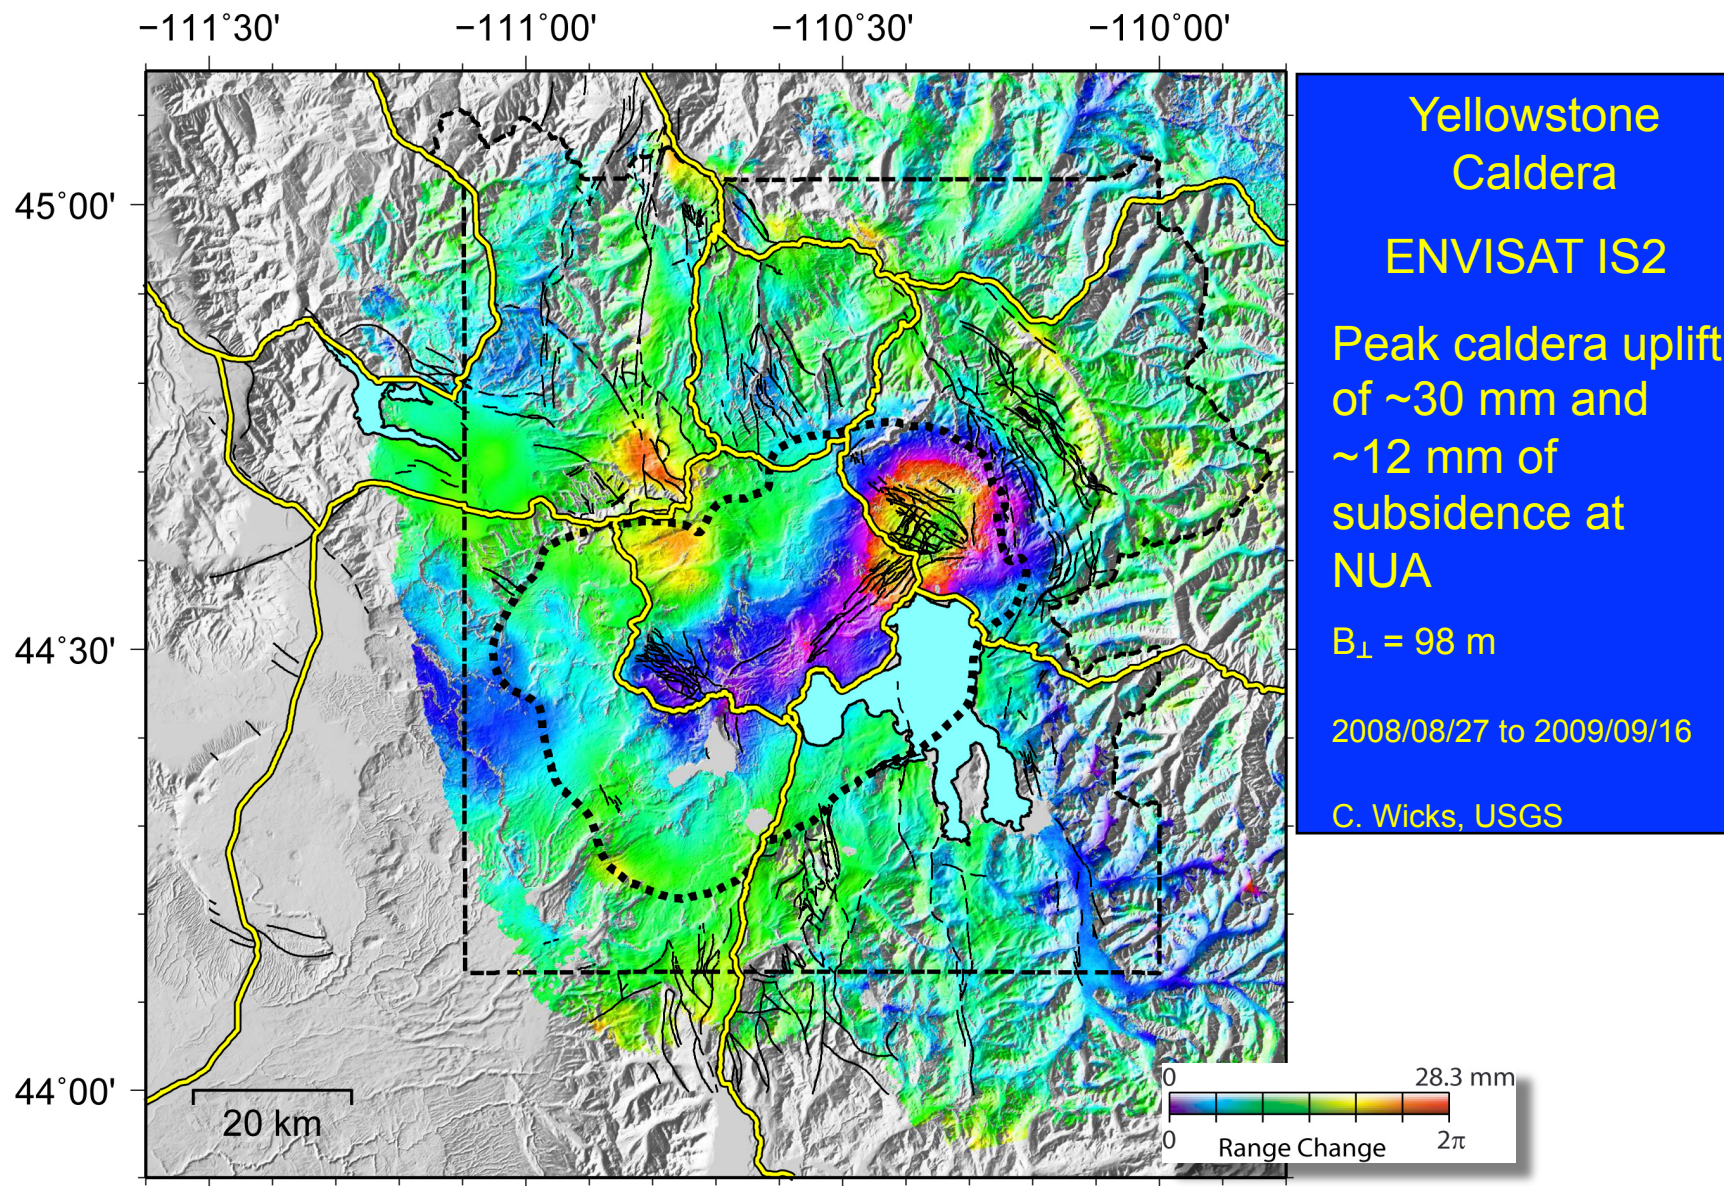 −111˚30' −111˚00' −110˚30' −110˚00'
45˚00'
44˚30'
44˚00'
20 km
Yellowstone
Caldera
ENVISAT IS2
Peak caldera uplift
of ~30 mm and
~12 mm of
subsidence at
NUA
B⊥ = 98 m
2008/08/27 to 2009/09/16
C. Wicks, USGS
0 28.3 mm
0 Range Change 2π